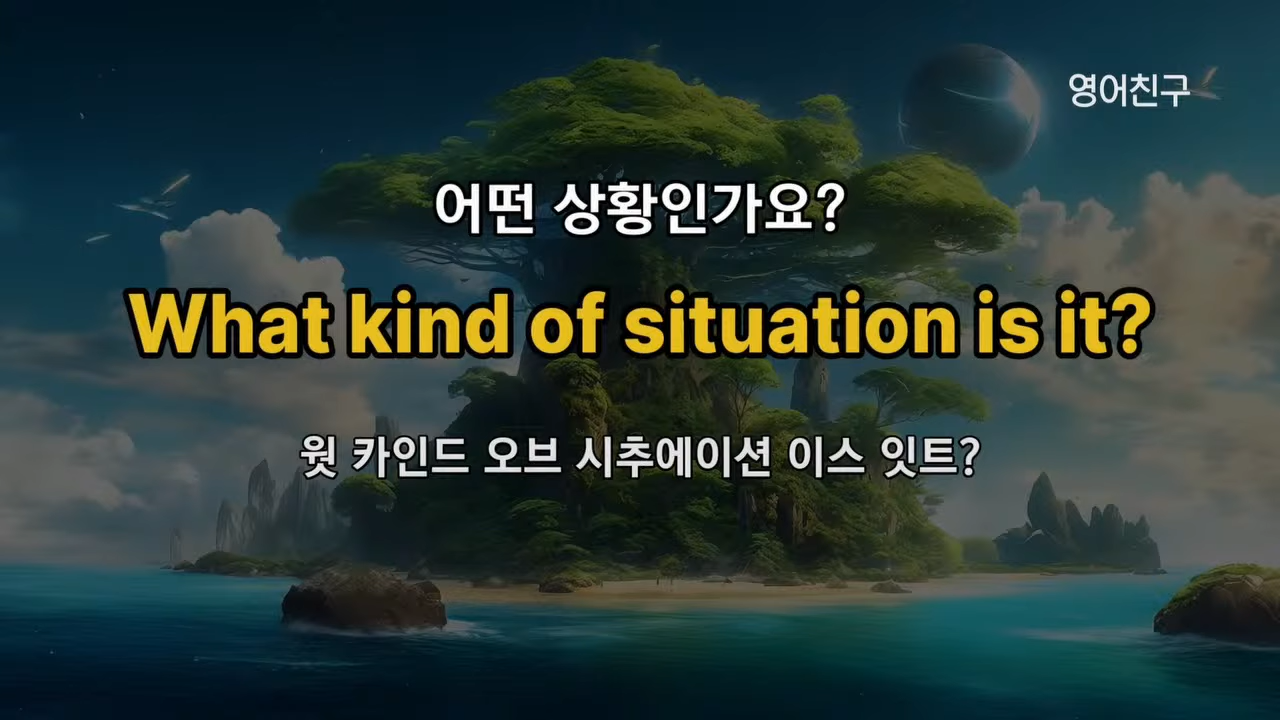 영어친구
어떤 상황인가요?
What kind of situation is it?
웟 카인드 오브 시추에이션 이스 잇트?